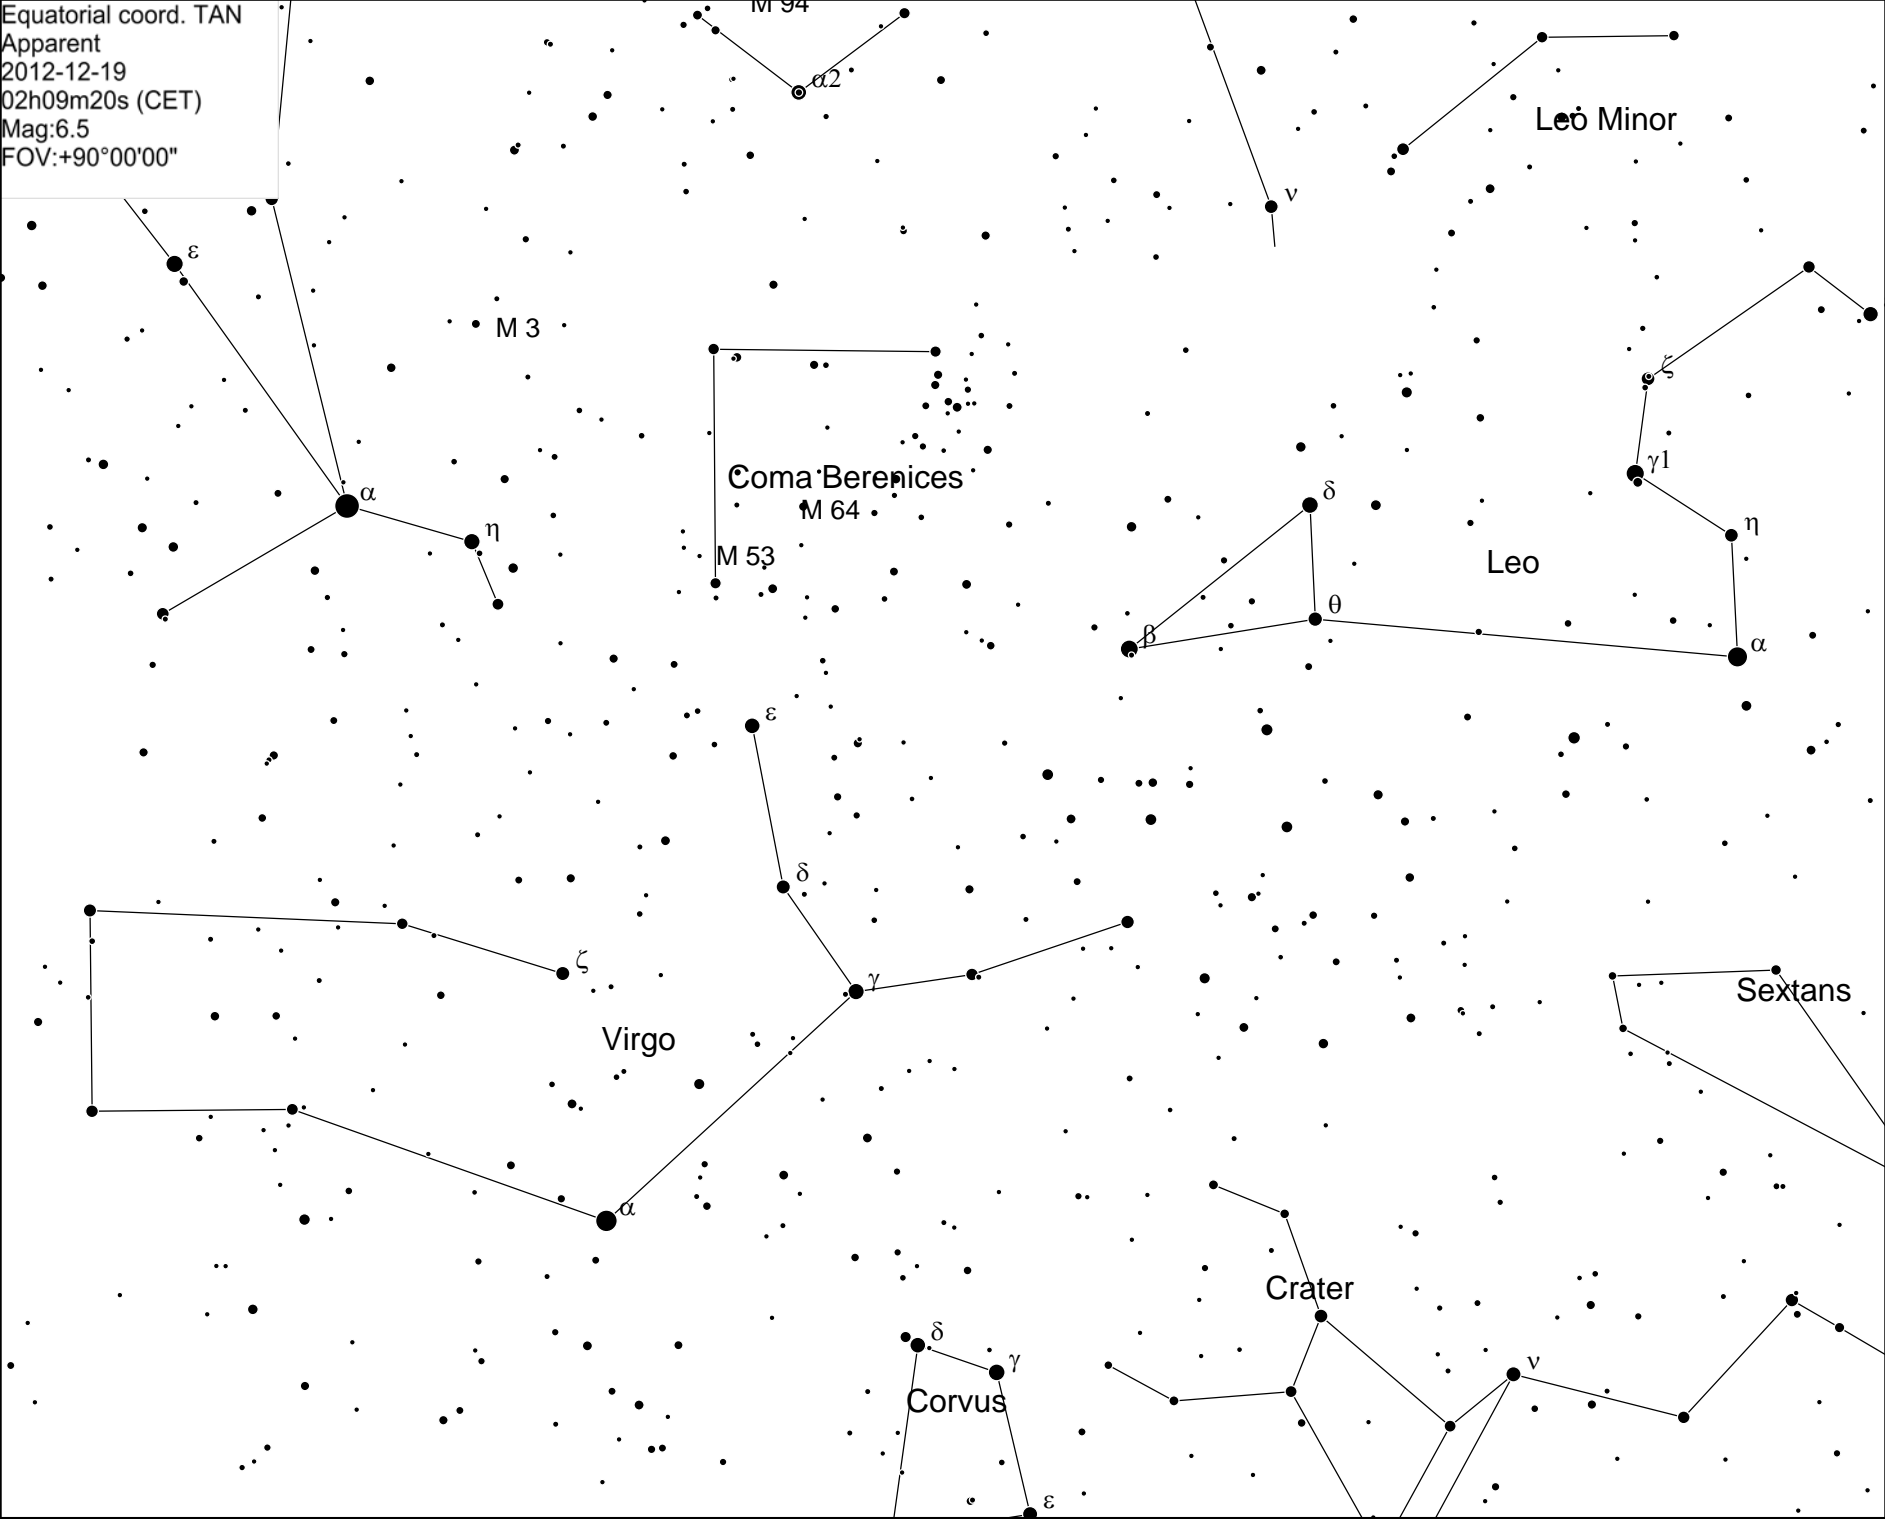 Equatorial coord. TAN
Apparent
2012-12-19
02h09m20s (CET)
Mag:6.5
FOV:+90°00'00"
M 94
α2
Leo Minor
ν
ε
M 3
ζ
γ1
Coma Berenices
α
δ
M 64
η
η
M 53
Leo
θ
β
α
ε
δ
ζ
γ
Sextans
Virgo
α
Crater
δ
γ
ν
Corvus
ε